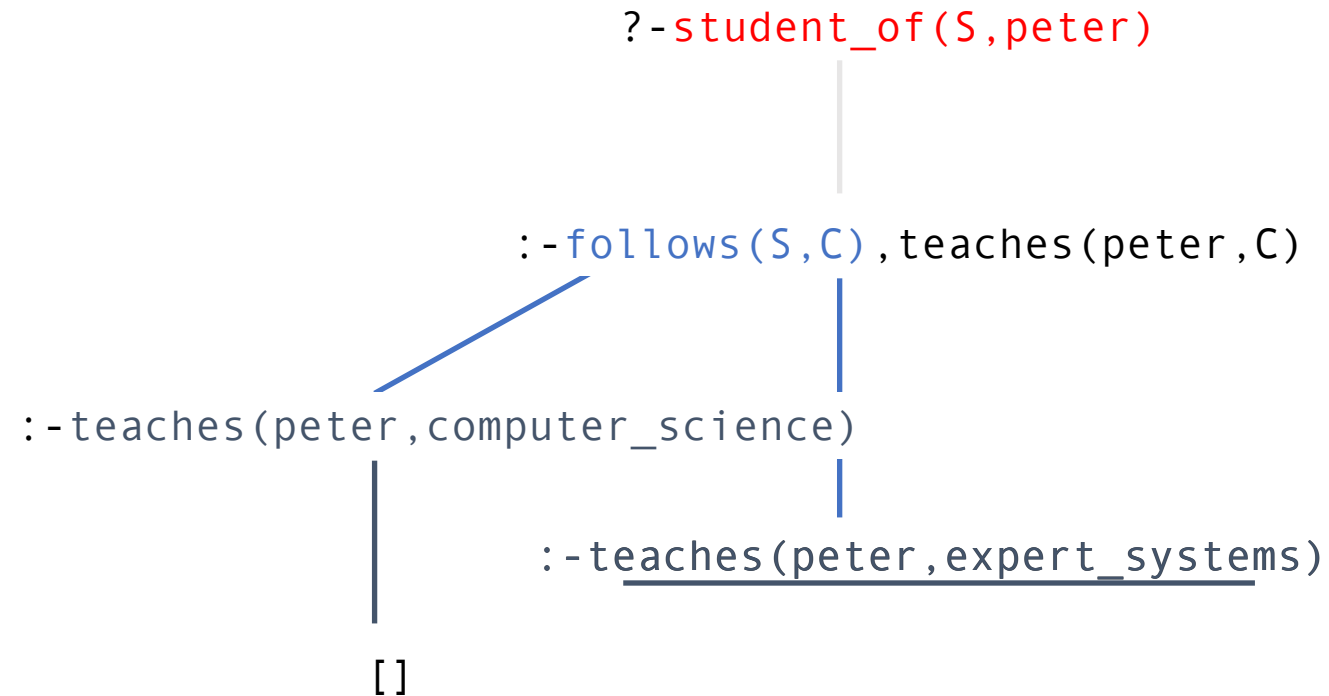 ?-student_of(S,peter)
:-follows(S,C),teaches(peter,C)
:-teaches(peter,computer_science)
:-teaches(peter,expert_systems)
[]